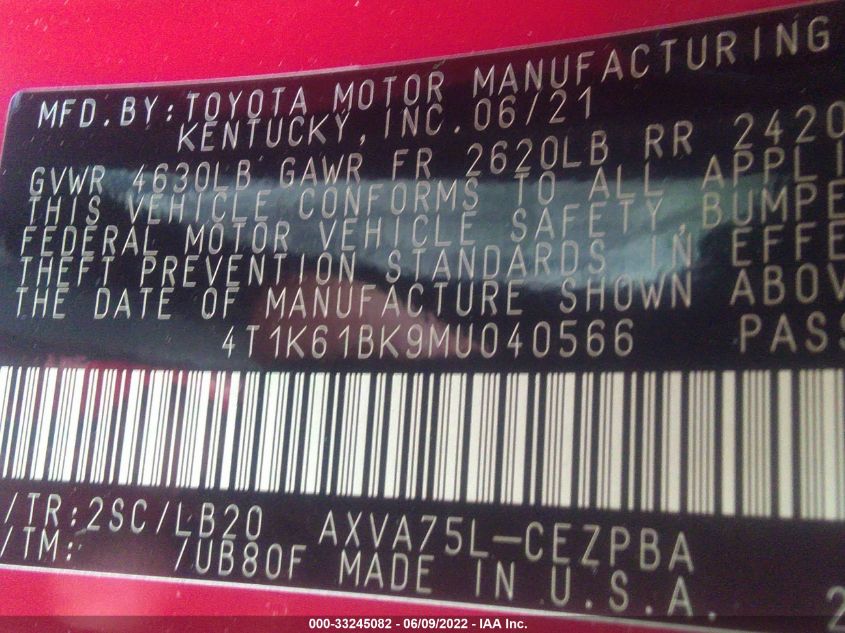 MFD.BY:TOYOTA MOTOR MANUFACTURING
KENTUCKY,INC.06/21
GVWR 4630LB GAWR FR 2620LB RR 2420
THIS VEHICLE CONFORMS TO ALL APPLI
FEDERAL MOTOR VEHICLE SAFETY,BUMPE
THEFT PREVENTION STANDARDS IN EFFE
THE DATE OF MANUFACTURE SHOWN ABOV
4T1K61BK9MU040566 PASS
/TR:2SC/LB20 AXVA75L-CEZPBA
/TM: /UB80F MADE IN U.S.A. 2
000-33245082 - 06/09/2022 - IAA Inc.